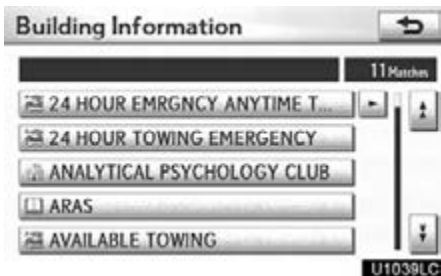 Building Information
11 Matches
24 HOUR EMRGNCY ANYTIME T...
24 HOUR TOWING EMERGENCY
ANALYTICAL PSYCHOLOGY CLUB
ARAS
AVAILABLE TOWING
U1039LC